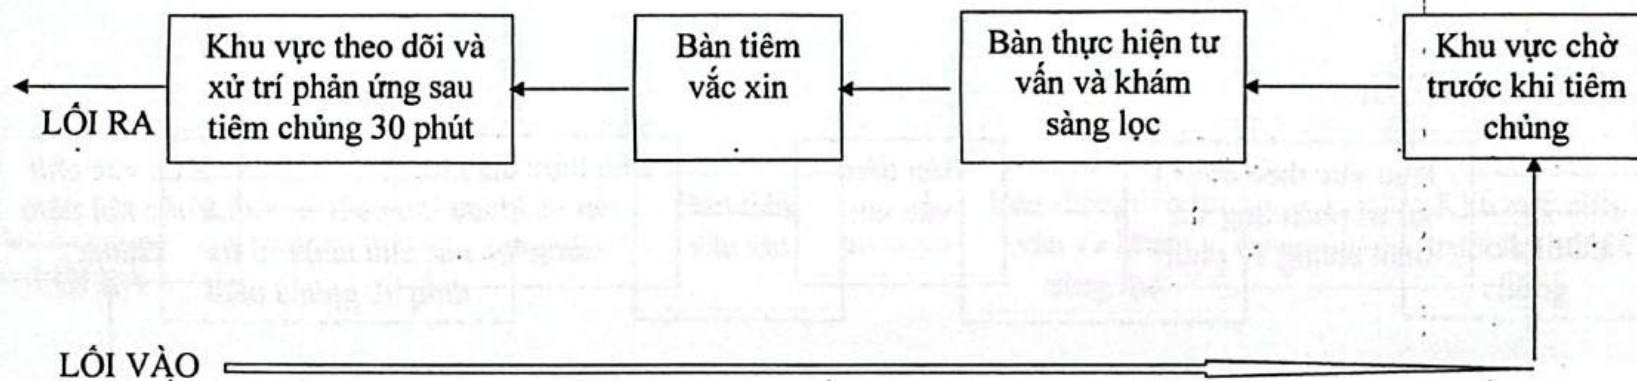 Khu vực theo dõi và
xử trí phản ứng sau
tiêm chủng 30 phút
Bàn tiêm
vắc xin
Bàn thực hiện tư
vấn và khám
sàng lọc
Khu vực chờ
trước khi tiêm
chủng
LỐI RA
LỐI VÀO